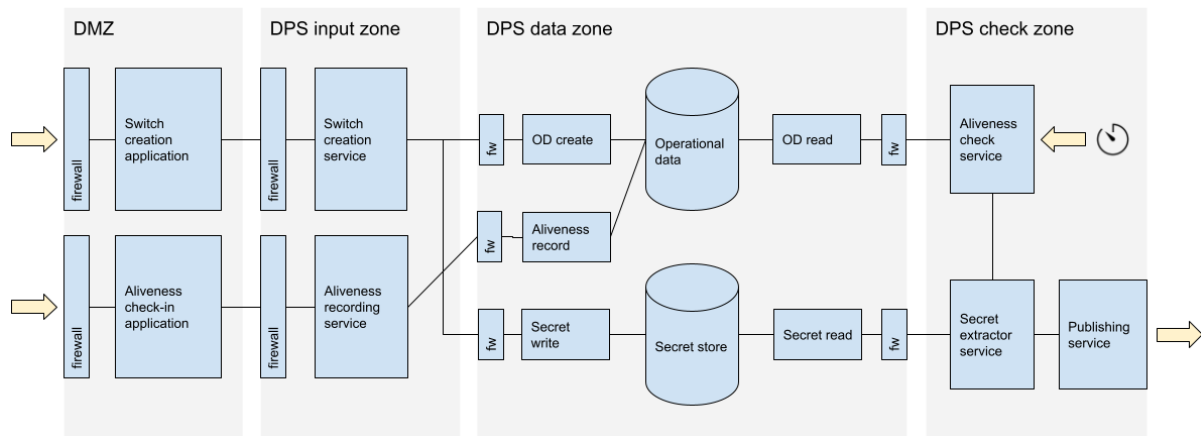 DMZ
DPS input zone
DPS data zone
DPS check zone
firewall
Switch
creation
application
firewall
Switch
creation
service
fw
OD create
Operational
data
OD read
fw
Aliveness
check
service
fw
Aliveness
record
firewall
Aliveness
check-in
application
firewall
Aliveness
recording
service
fw
Secret
write
Secret store
Secret read
fw
Secret
extractor
service
Publishing
service